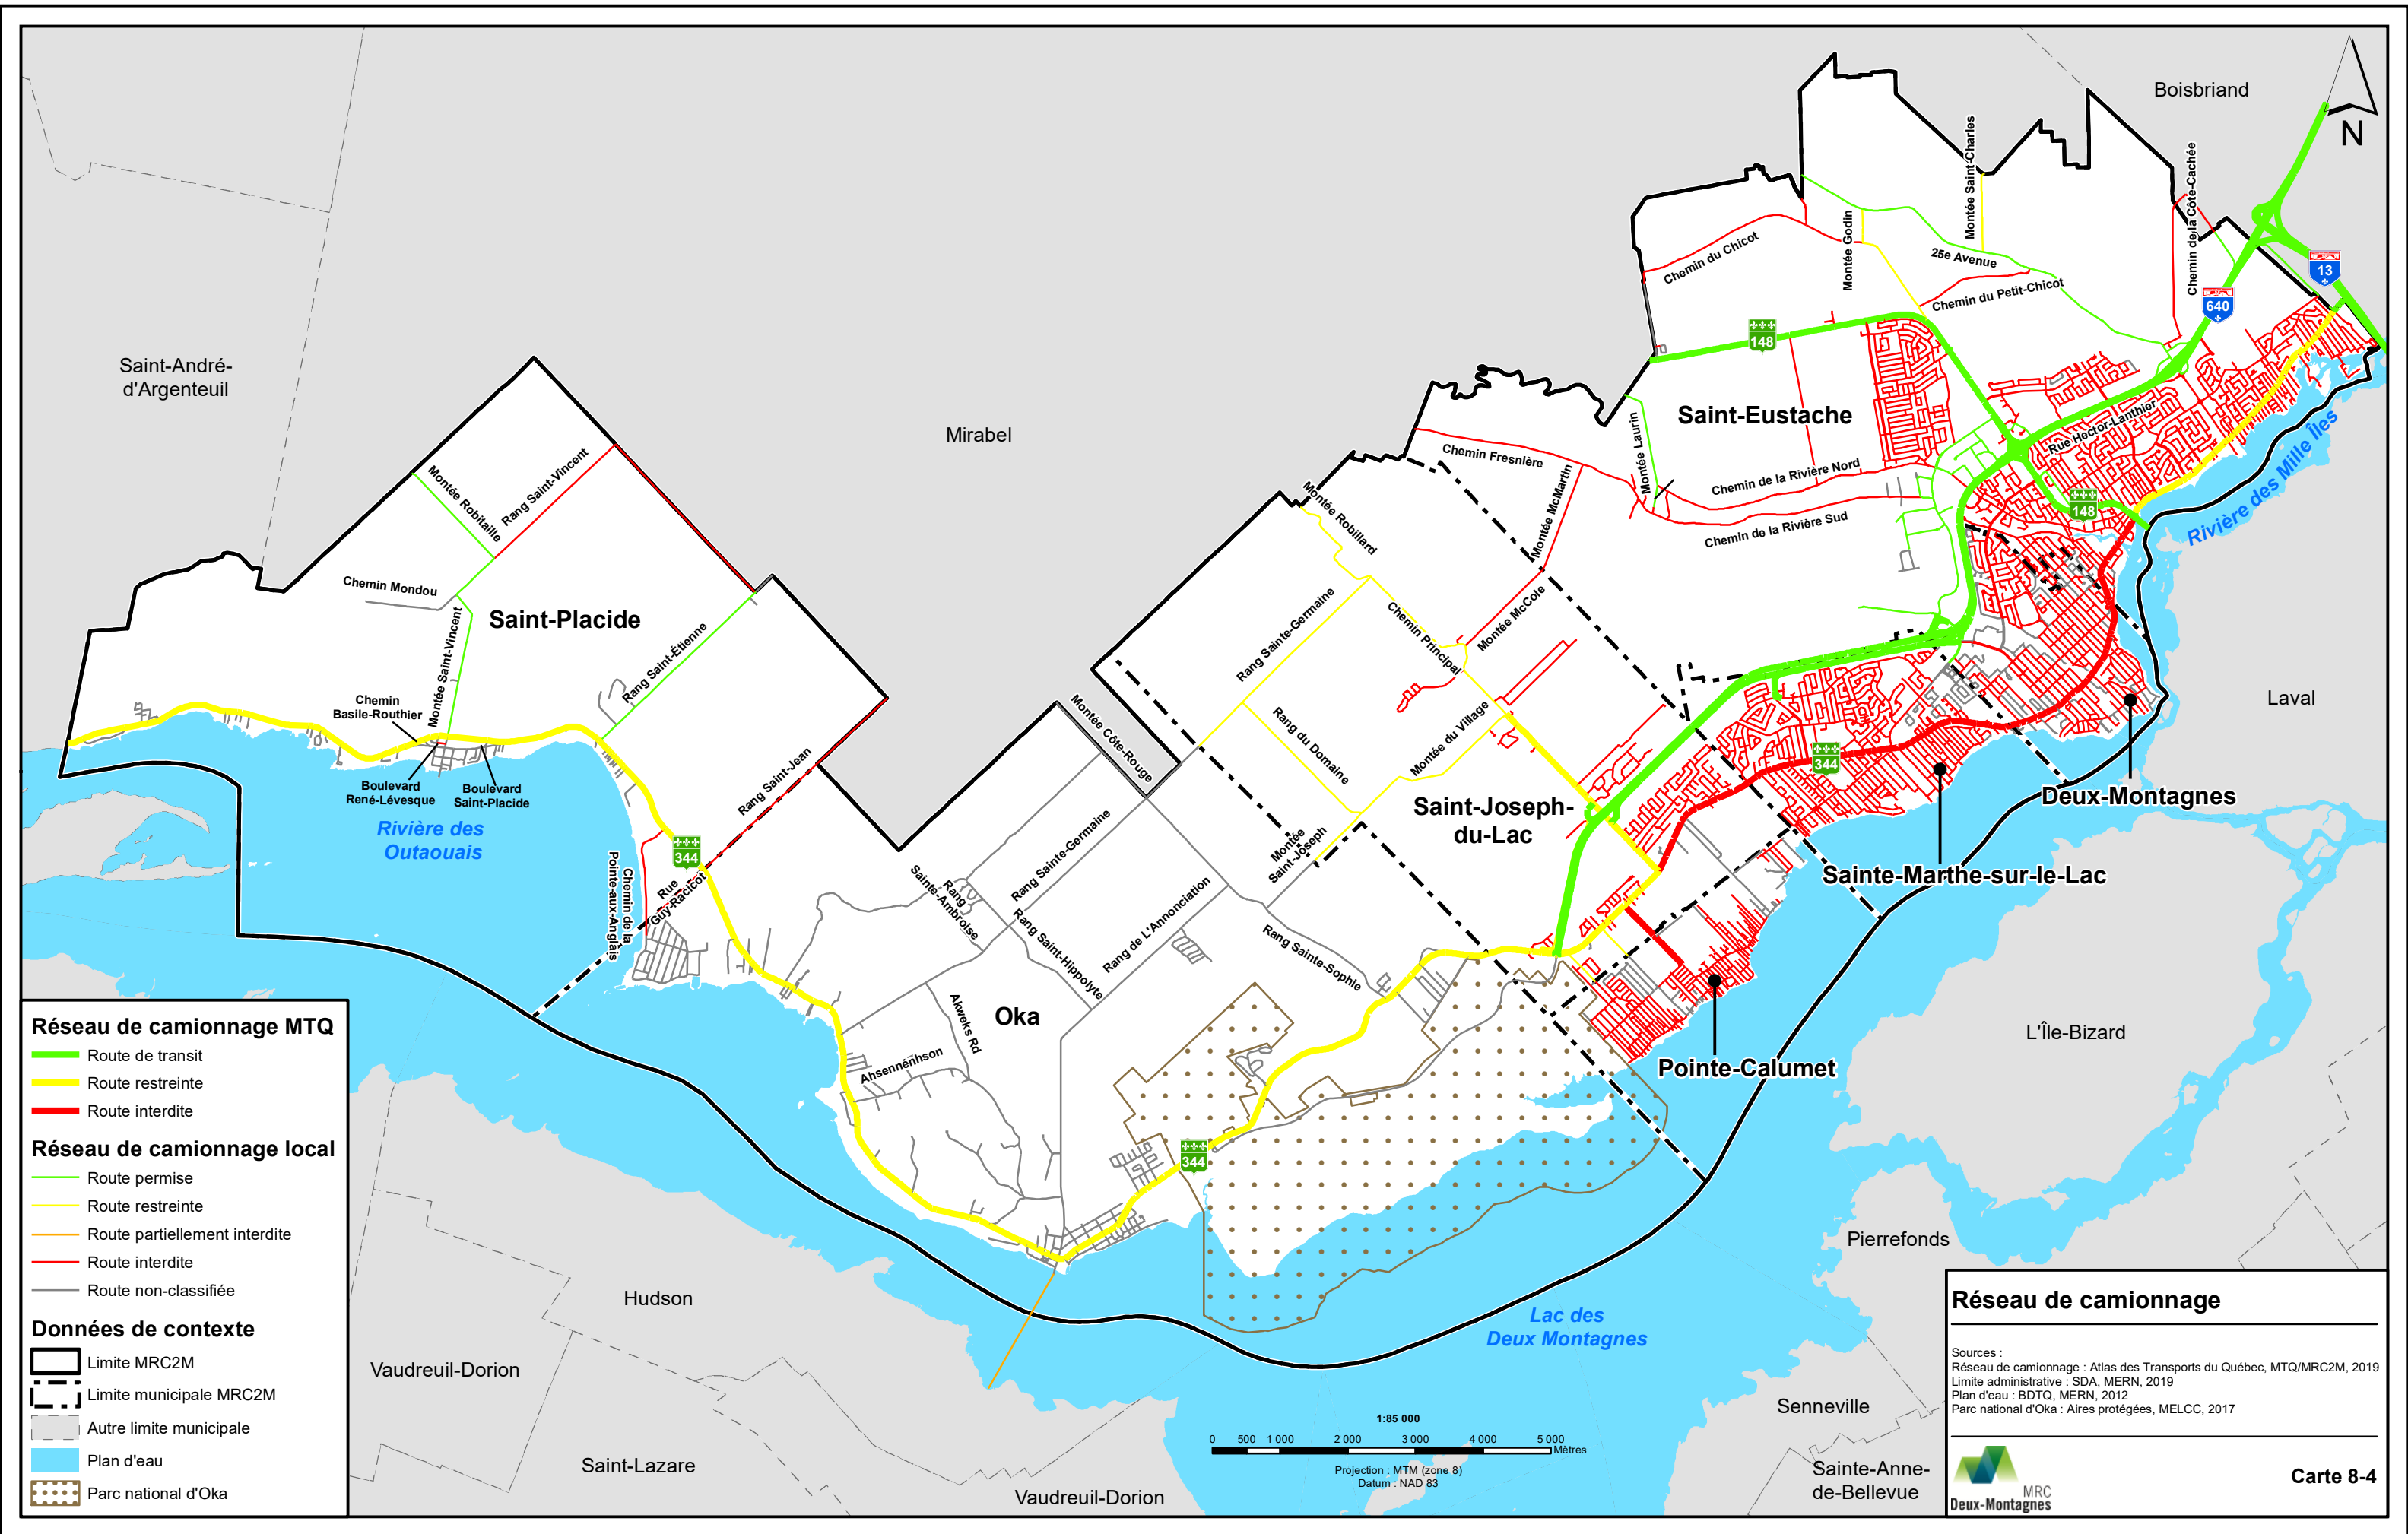 Boisbriand
N
Montée Saint-Charles
Chemin de la Côte-Cachée
Montée Godin
Chemin du Chicot
25e Avenue
13
Chemin du Petit-Chicot
640
148
Saint-André-
d'Argenteuil
Mirabel
Saint-Eustache
Rue Hector-Lanthier
Montée Laurin
Chemin Fresnière
Montée McMartin
Chemin de la Rivière Nord
Chemin de la Rivière Sud
148
Rivière des Mille Îles
Montée Robitaille
Rang Saint-Vincent
Montée Robillard
Chemin Mondou
Saint-Placide
Montée Saint-Vincent
Rang Saint-Étienne
Rang Sainte-Germaine
Chemin Principal
Montée McCole
Chemin
Basile-Routhier
Boulevard
René-Lévesque
Boulevard
Saint-Placide
Rivière des
Outaouais
Rang Saint-Jean
Montée Côte-Rouge
Rang du Domaine
Montée du Village
344
Laval
Deux-Montagnes
Saint-Joseph-
du-Lac
Montée
Saint-Joseph
344
Chemin de la
Pointe-aux-Anglais
Rue
Guy-Racicot
Rang
Sainte-Ambroise
Rang Sainte-Germaine
Rang Saint-Hippolyte
Rang de L'Annonciation
Rang Sainte-Sophie
Sainte-Marthe-sur-le-Lac
Oka
Akweks Rd
Ahsennénhson
L'Île-Bizard
Pointe-Calumet
344
Réseau de camionnage MTQ
Route de transit
Route restreinte
Route interdite
Réseau de camionnage local
Route permise
Route restreinte
Route partiellement interdite
Route interdite
Route non-classifiée
Données de contexte
Limite MRC2M
Limite municipale MRC2M
Autre limite municipale
Plan d'eau
Parc national d'Oka
Hudson
Vaudreuil-Dorion
Saint-Lazare
Vaudreuil-Dorion
Lac des
Deux Montagnes
Pierrefonds
Senneville
Sainte-Anne-
de-Bellevue
1:85 000
0 500 1 000 2 000 3 000 4 000 5 000
Mètres
Projection : MTM (zone 8)
Datum : NAD 83
Réseau de camionnage
Sources :
Réseau de camionnage : Atlas des Transports du Québec, MTQ/MRC2M, 2019
Limite administrative : SDA, MERN, 2019
Plan d'eau : BDTQ, MERN, 2012
Parc national d'Oka : Aires protégées, MELCC, 2017
MRC
Deux-Montagnes
Carte 8-4